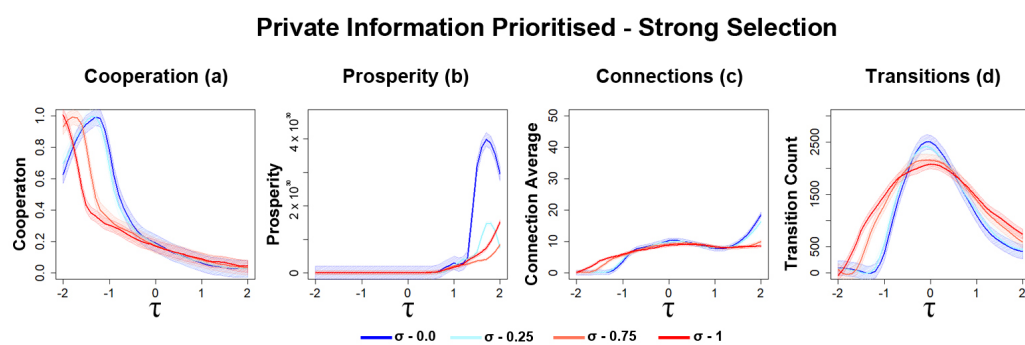 Private Information Prioritised - Strong Selection
Cooperation (a)
Prosperity (b)
Connections (c)
Transitions (d)
Cooperaton
0.0 0.2 0.4 0.6 0.8 1.0
-2 -1 0 1 2
τ
Prosperity
0 2 x 4 x
-2 -1 0 1 2
τ
Connection Average
0 10 20 30 40 50
-2 -1 0 1 2
τ
Transition Count
0 500 1500 2500
-2 -1 0 1 2
τ
σ - 0.0 σ - 0.25 σ - 0.75 σ - 1